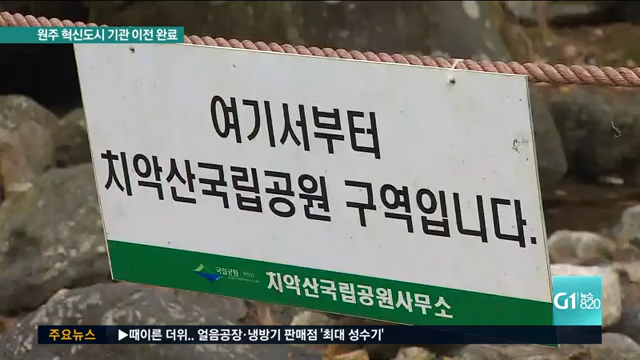 원주 혁신도시 기관 이전 완료
여기서부터
치악산국립공원 구역입니다.
국립공원
치악산국립공원사무소
G1 뉴스 820
주요뉴스 ▶때이른 더위.. 얼음공장·냉방기 판매점 '최대 성수기'